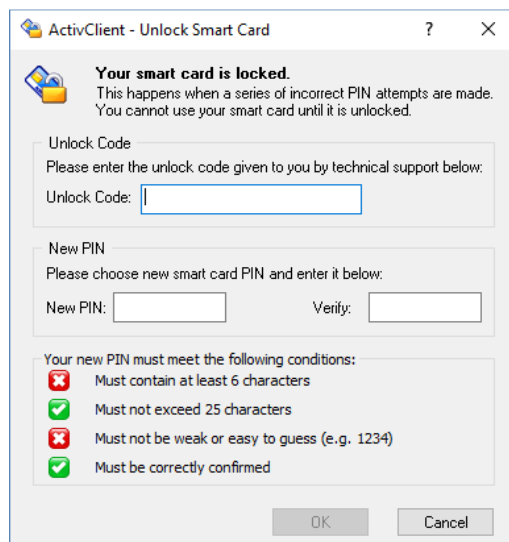 ActivClient - Unlock Smart Card
Your smart card is locked.
This happens when a series of incorrect PIN attempts are made.
You cannot use your smart card until it is unlocked.
Unlock Code
Please enter the unlock code given to you by technical support below:
Unlock Code:
New PIN
Please choose new smart card PIN and enter it below:
New PIN: Verify:
Your new PIN must meet the following conditions:
Must contain at least 6 characters
Must not exceed 25 characters
Must not be weak or easy to guess (e.g. 1234)
Must be correctly confirmed
OK Cancel